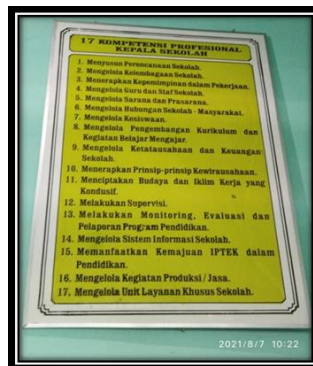 17 KOMPETENSI PROFESIONAL
KEPALA SEKOLAH
1. Menyusun Perencanaan Sekolah.
2. Mengelola Kelembagaan Sekolah.
3. Menerapkan Kepemimpinan dalam Pekerjaan.
4. Mengelola Guru dan Staf Sekolah.
5. Mengelola Sarana dan Prasarana.
6. Mengelola Hubungan Sekolah - Masyarakat.
7. Mengelola Kesiswaan.
8. Mengelola Pengembangan Kurikulum dan
Kegiatan Belajar Mengajar.
9. Mengelola Ketatausahaan dan Keuangan
Sekolah.
10. Menerapkan Prinsip-prinsip Kewirausahaan.
11. Menciptakan Budaya dan Iklim Kerja yang
Kondusif.
12. Melakukan Supervisi.
13. Melakukan Monitoring, Evaluasi dan
Pelaporan Program Pendidikan.
14. Mengelola Sistem Informasi Sekolah.
15. Memanfaatkan Kemajuan IPTEK dalam
Pendidikan.
16. Mengelola Kegiatan Produksi / Jasa.
17. Mengelola Unit Layanan Khusus Sekolah.
2021/8/7 10:22